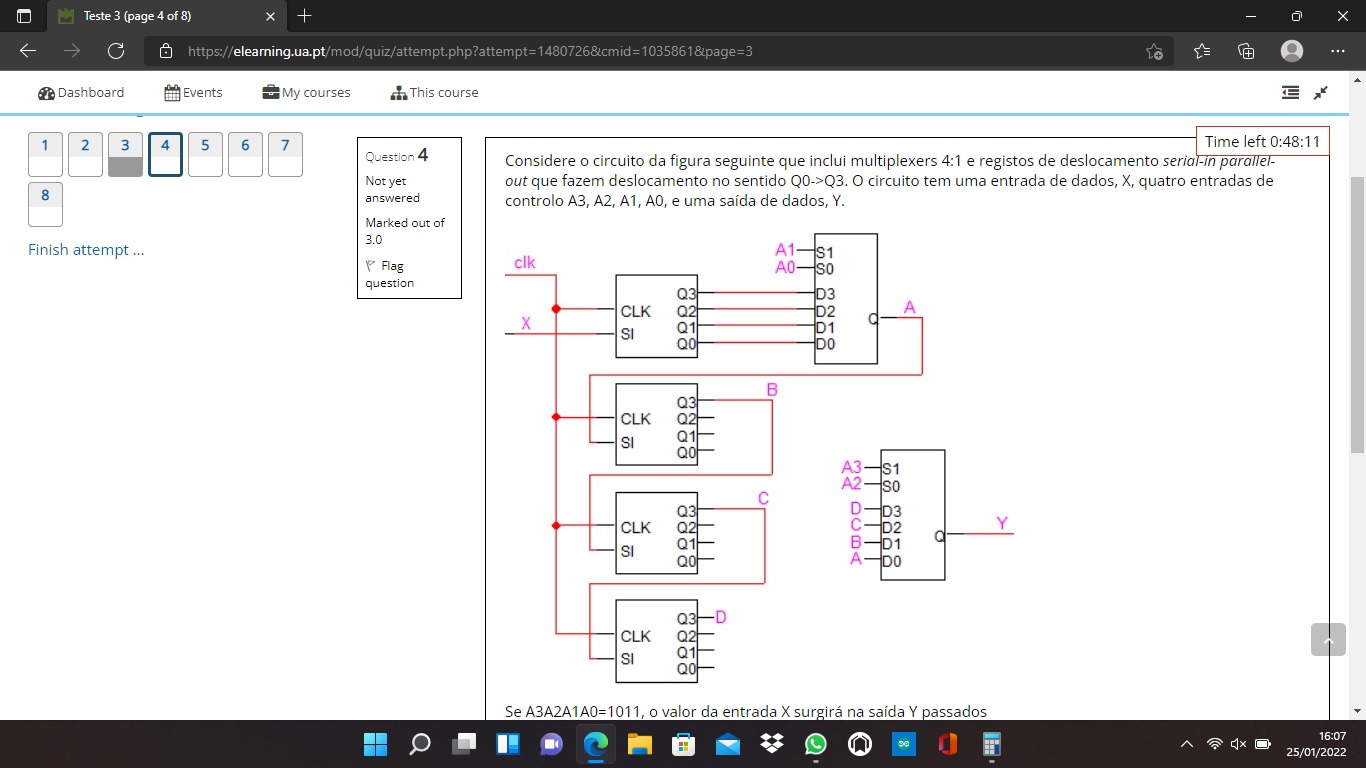 Teste 3 (page 4 of 8)
https://elearning.ua.pt/mod/quiz/attempt.php?attempt=1480726&cmid=1035861&page=3
Dashboard Events My courses This course
1 2 3 4 5 6 7
8
Finish attempt ...
Question 4
Not yet
answered
Marked out of
3.0
Flag
question
Time left 0:48:11
Considere o circuito da figura seguinte que inclui multiplexers 4:1 e registos de deslocamento serial-in parallel-
out que fazem deslocamento no sentido Q0->Q3. O circuito tem uma entrada de dados, X, quatro entradas de
controlo A3, A2, A1, A0, e uma saída de dados, Y.
clk
X
CLK
SI
Q3
Q2
Q1
Q0
A1
A0
S1
S0
D3
D2
D1
D0
Q
A
CLK
SI
Q3
Q2
Q1
Q0
B
CLK
SI
Q3
Q2
Q1
Q0
C
CLK
SI
Q3
Q2
Q1
Q0
D
A3
A2
D
C
B
A
S1
S0
D3
D2
D1
D0
Q
Y
Se A3A2A1A0=1011, o valor da entrada X surgirá na saída Y passados
16:07
25/01/2022